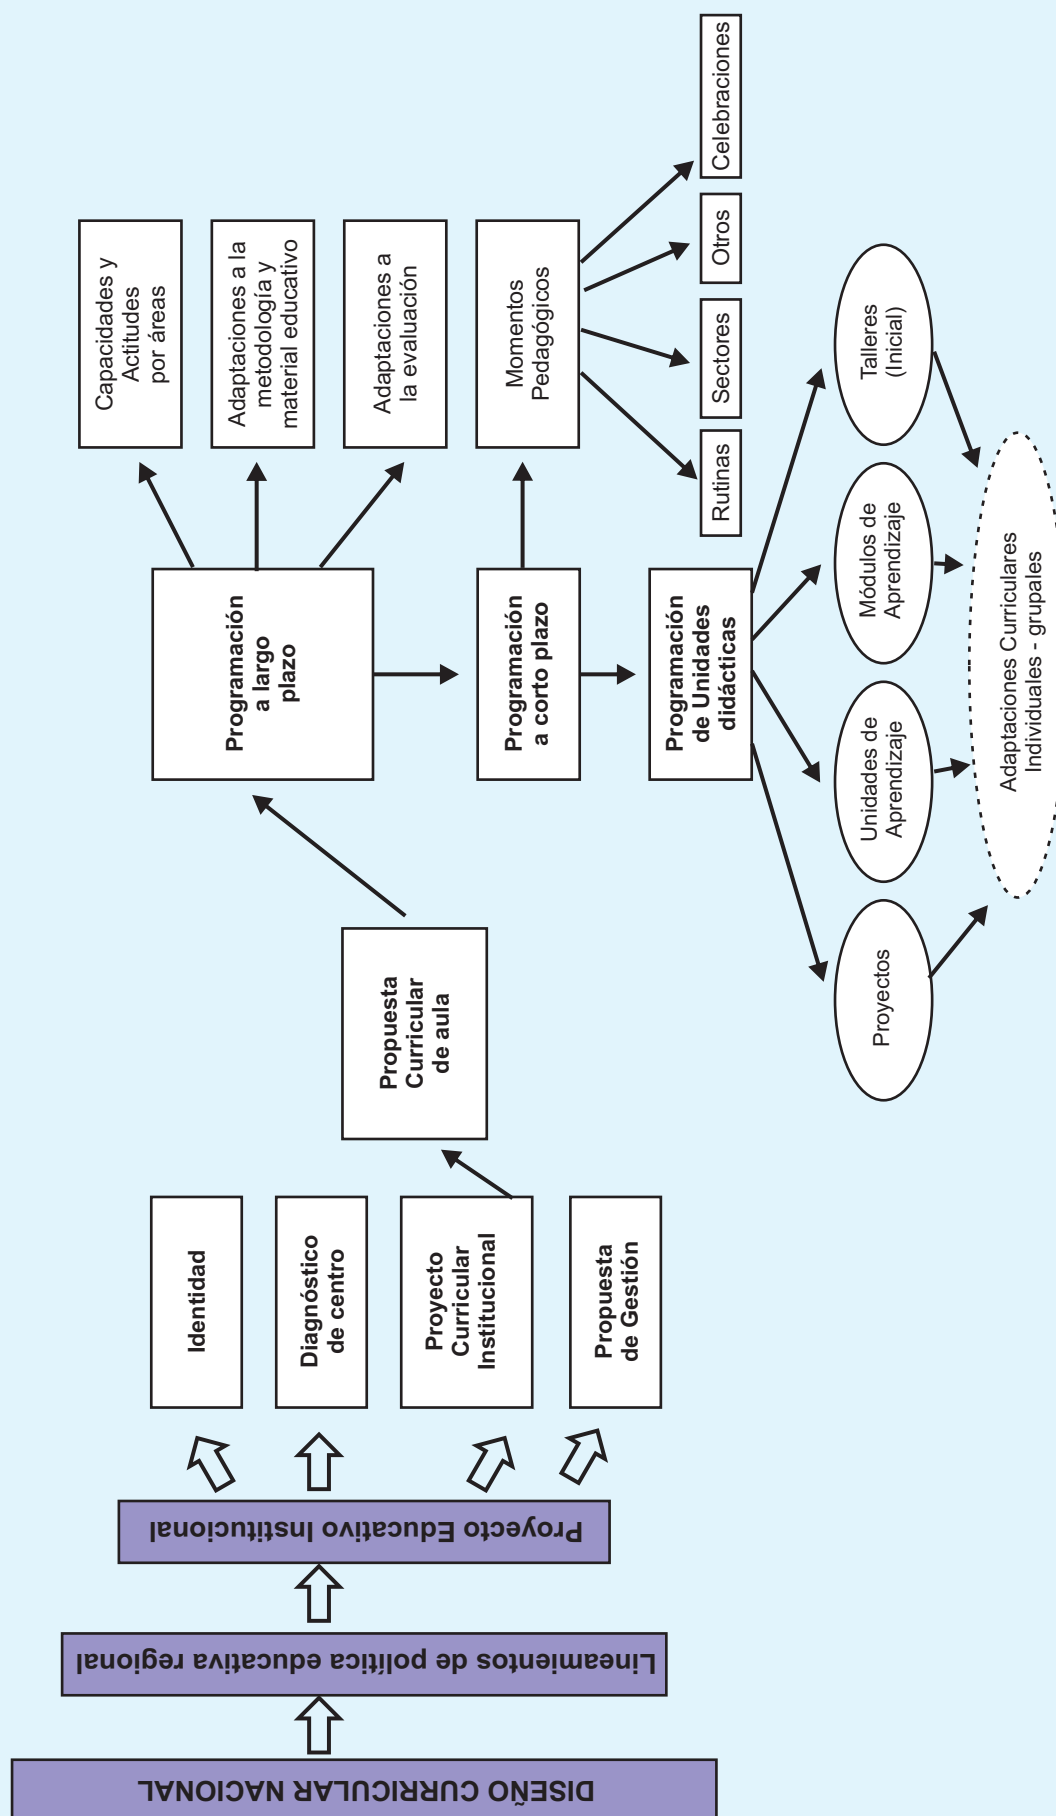 DISEÑO CURRICULAR NACIONAL
Lineamientos de política educativa regional
Proyecto Educativo Institucional
Identidad
Diagnóstico
de centro
Proyecto
Curricular
Institucional
Propuesta
de Gestión
Propuesta
Curricular
de aula
Programación
a largo
plazo
Capacidades y
Actitudes
por áreas
Adaptaciones a la
metodología y
material educativo
Adaptaciones a
la evaluación
Programación
a corto plazo
Momentos
Pedagógicos
Rutinas
Sectores
Otros
Celebraciones
Programación
de Unidades
didácticas
Proyectos
Unidades de
Aprendizaje
Módulos de
Aprendizaje
Talleres
(Inicial)
Adaptaciones Curriculares
Individuales - grupales